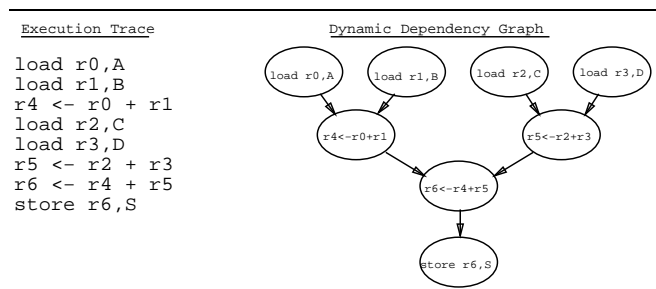 Execution Trace
load r0,A
load r1,B
r4 <- r0 + r1
load r2,C
load r3,D
r5 <- r2 + r3
r6 <- r4 + r5
store r6,S
Dynamic Dependency Graph
load r0,A
load r1,B
load r2,C
load r3,D
r4<-r0+r1
r5<-r2+r3
r6<-r4+r5
store r6,S